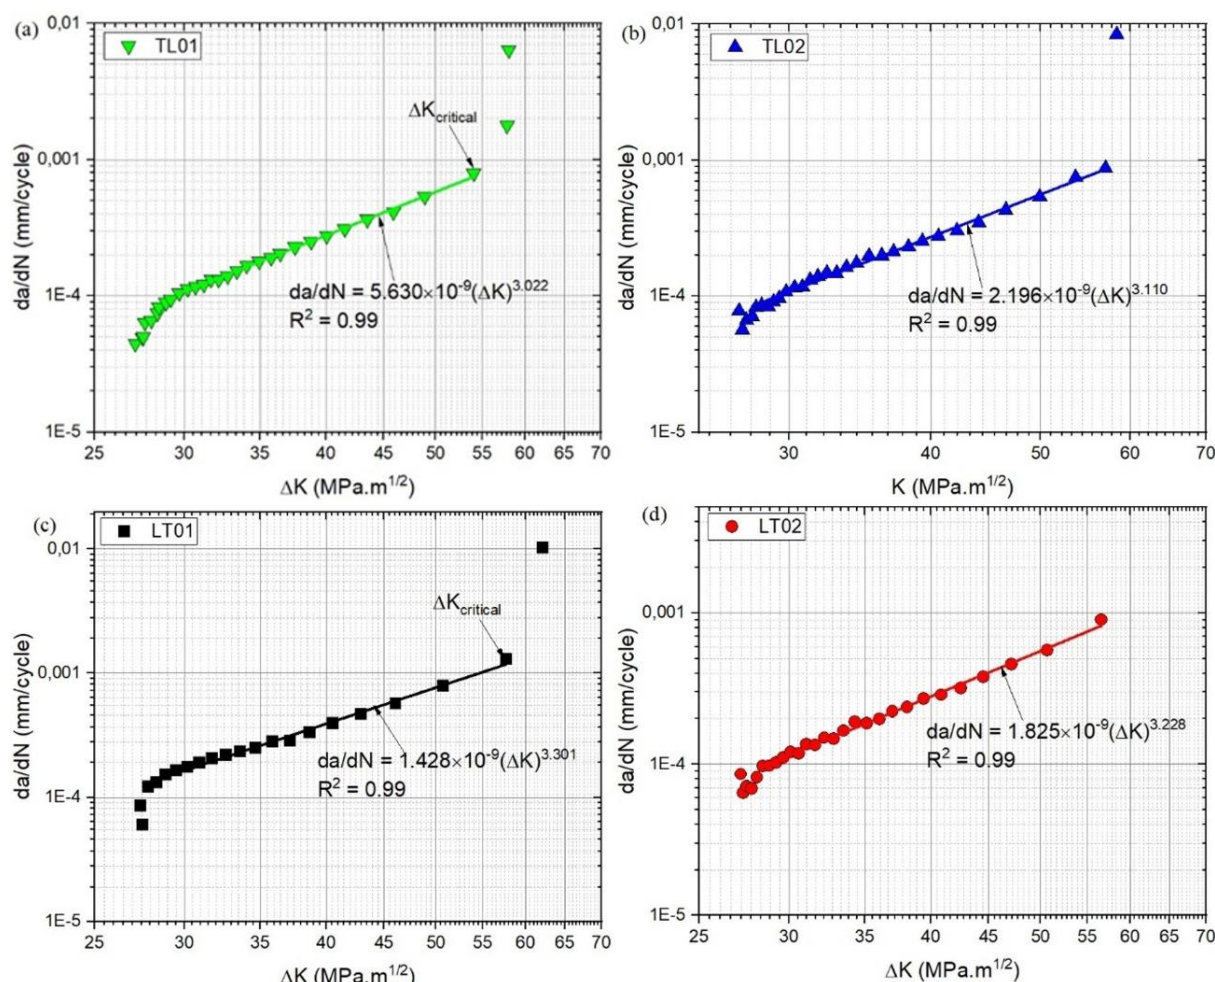 (a)
TL01
0,01
0,001
1E-4
1E-5
da/dN (mm/cycle)
ΔKcritical
da/dN = 5.630×10-9(ΔK)3.022
R2 = 0.99
25 30 35 40 45 50 55 60 65 70
ΔK (MPa.m1/2)
(b)
TL02
0,01
0,001
1E-4
1E-5
da/dN (mm/cycle)
da/dN = 2.196×10-9(ΔK)3.110
R2 = 0.99
30 40 50 60 70
K (MPa.m1/2)
(c)
LT01
0,01
0,001
1E-4
1E-5
da/dN (mm/cycle)
ΔKcritical
da/dN = 1.428×10-9(ΔK)3.301
R2 = 0.99
25 30 35 40 45 50 55 60 65 70
ΔK (MPa.m1/2)
(d)
LT02
0,001
1E-4
1E-5
da/dN (mm/cycle)
da/dN = 1.825×10-9(ΔK)3.228
R2 = 0.99
25 30 35 40 45 50 55 60 65 70
ΔK (MPa.m1/2)